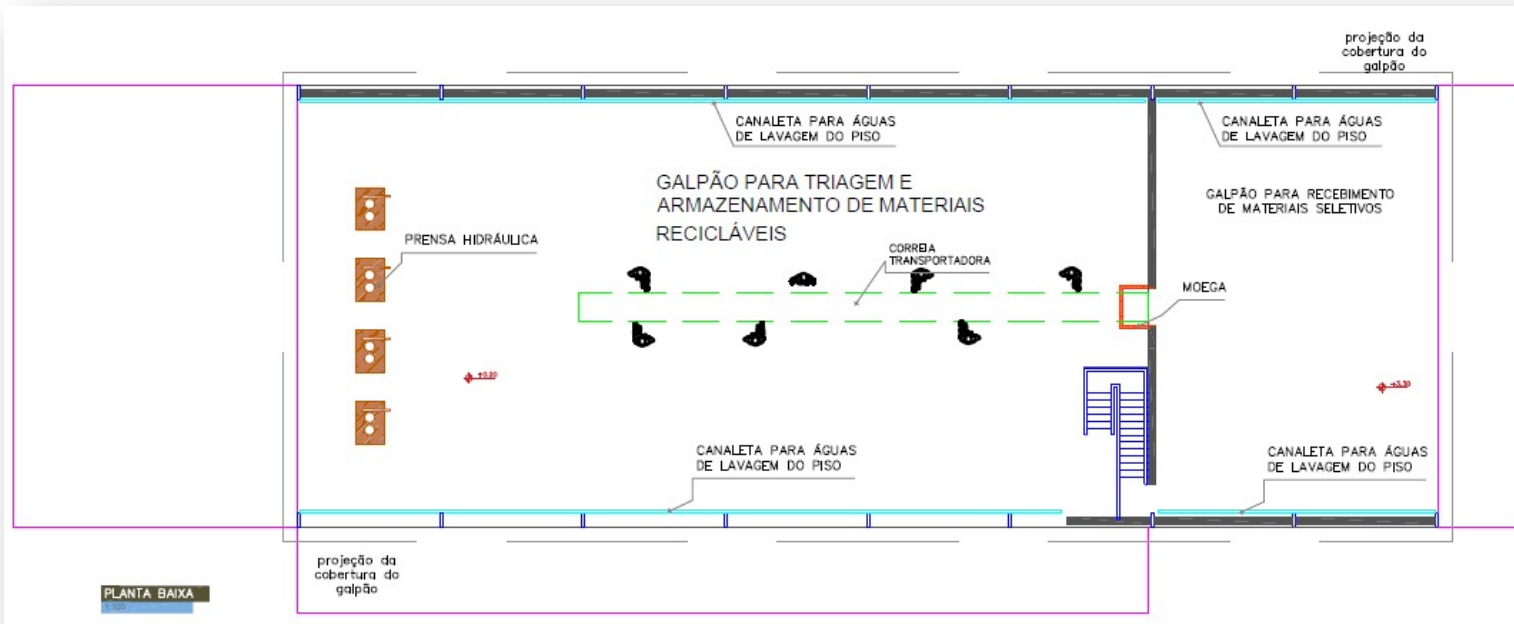 projeção da
cobertura do
galpão
CANALETA PARA ÁGUAS
DE LAVAGEM DO PISO
CANALETA PARA ÁGUAS
DE LAVAGEM DO PISO
GALPÃO PARA TRIAGEM E
ARMAZENAMENTO DE MATERIAIS
RECICLÁVEIS
GALPÃO PARA RECEBIMENTO
DE MATERIAIS SELETIVOS
PRENSA HIDRÁULICA
CORREIA
TRANSPORTADORA
MOEGA
CANALETA PARA ÁGUAS
DE LAVAGEM DO PISO
CANALETA PARA ÁGUAS
DE LAVAGEM DO PISO
projeção da
cobertura do
galpão
PLANTA BAIXA